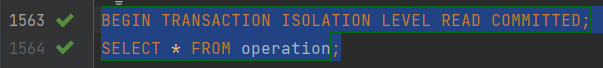 1563 BEGIN TRANSACTION ISOLATION LEVEL READ COMMITTED;
1564 SELECT * FROM operation;